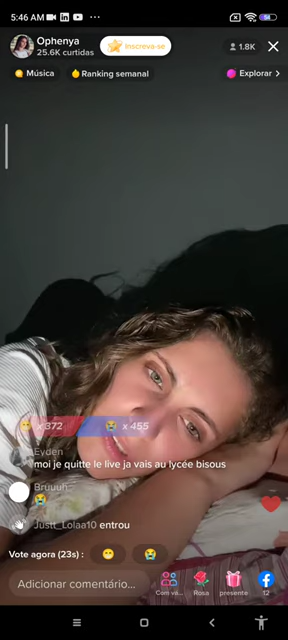 5:46 AM
54
Ophenya
25.6K curtidas
Inscreva-se
1.8K
Música
Ranking semanal
Explorar >
x372
x455
Eyden
moi je quitte le live ja vais au lycée bisous
Bruuuh
Justt_Lolaa10 entrou
Vote agora (23s) :
Adicionar comentário...
Com va...
Rosa
presente
12